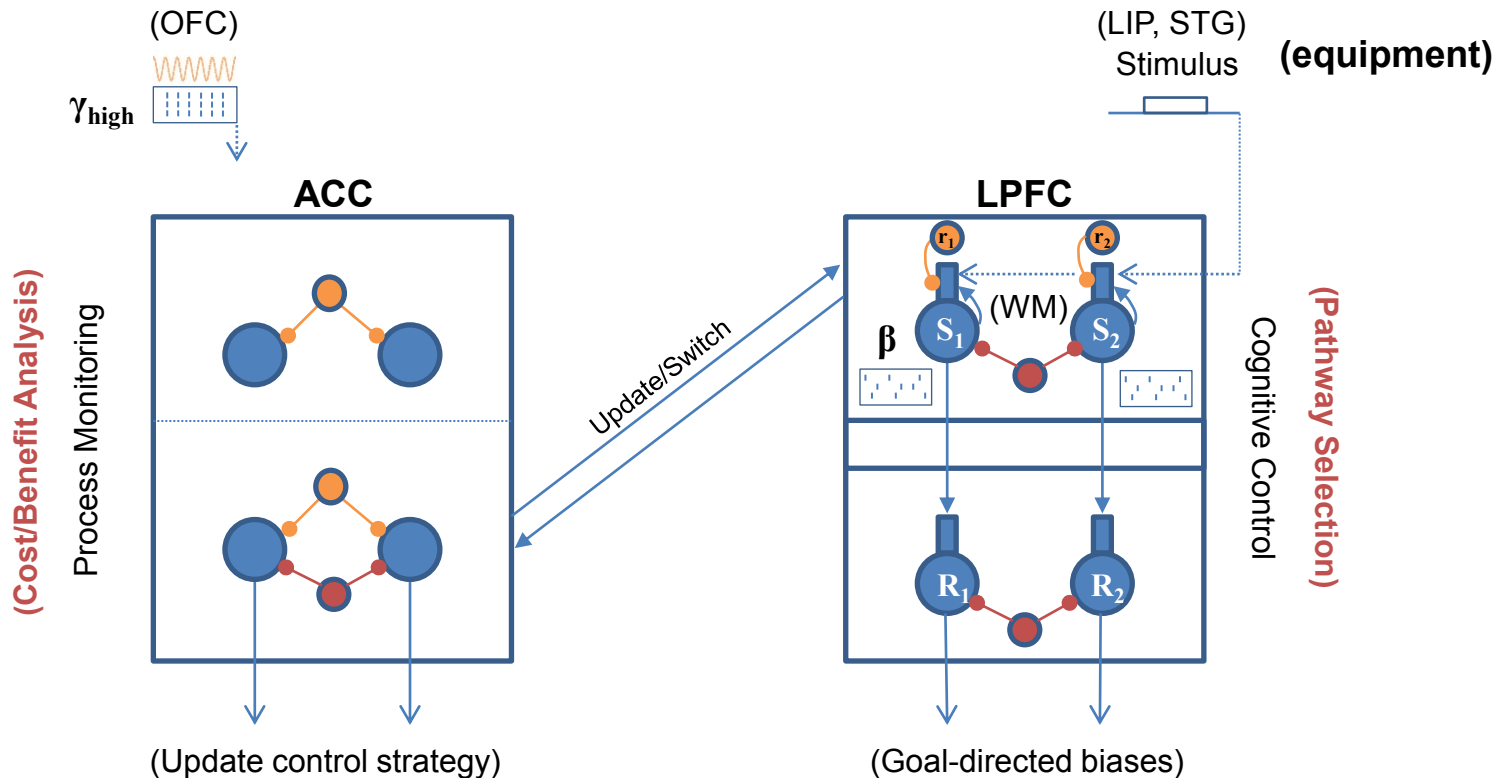 (OFC)
γhigh
(LIP, STG)
Stimulus
(equipment)
ACC
LPFC
(Cost/Benefit Analysis)
Process Monitoring
Update/Switch
r1
r2
(WM)
S1
S2
β
Cognitive Control
(Pathway Selection)
R1
R2
(Update control strategy)
(Goal-directed biases)